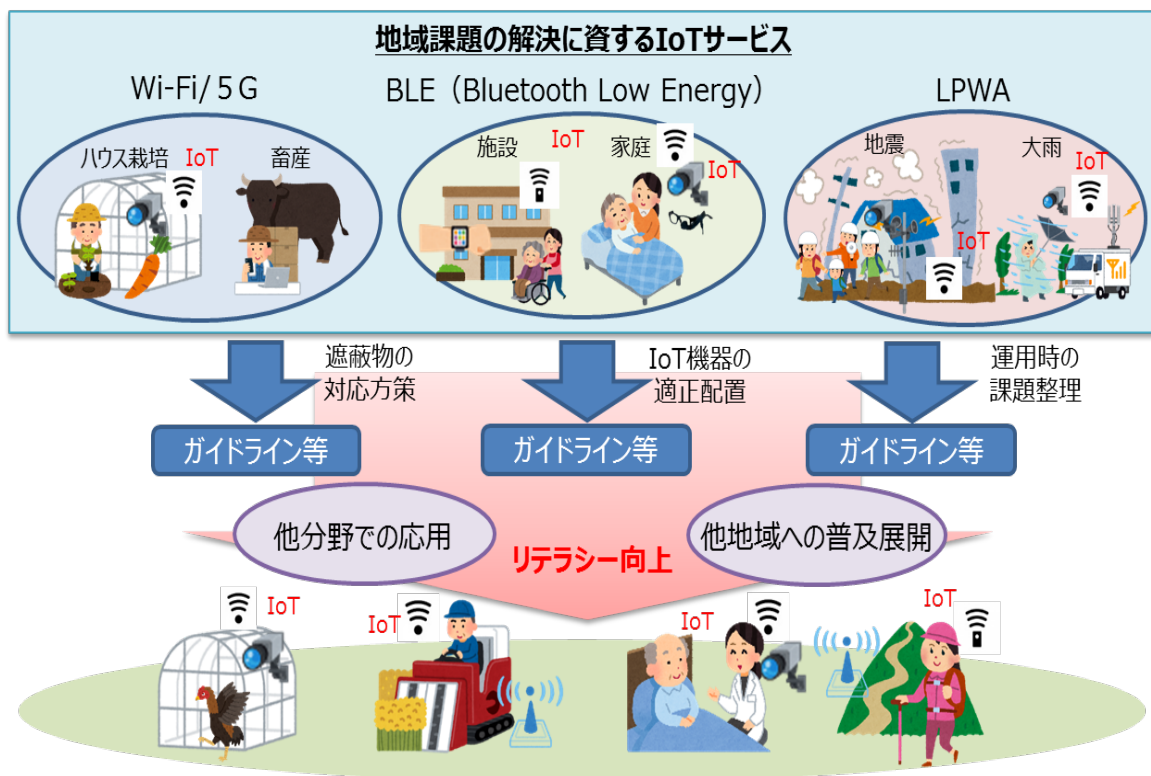 地域課題の解決に資するIoTサービス
Wi-Fi/５G
BLE（Bluetooth Low Energy）
LPWA
ハウス栽培
IoT
畜産
施設
IoT
家庭
IoT
地震
IoT
大雨
IoT
遮蔽物の
対応方策
IoT機器の
適正配置
運用時の
課題整理
ガイドライン等
ガイドライン等
ガイドライン等
他分野での応用
リテラシー向上
他地域への普及展開
IoT
IoT
IoT
IoT